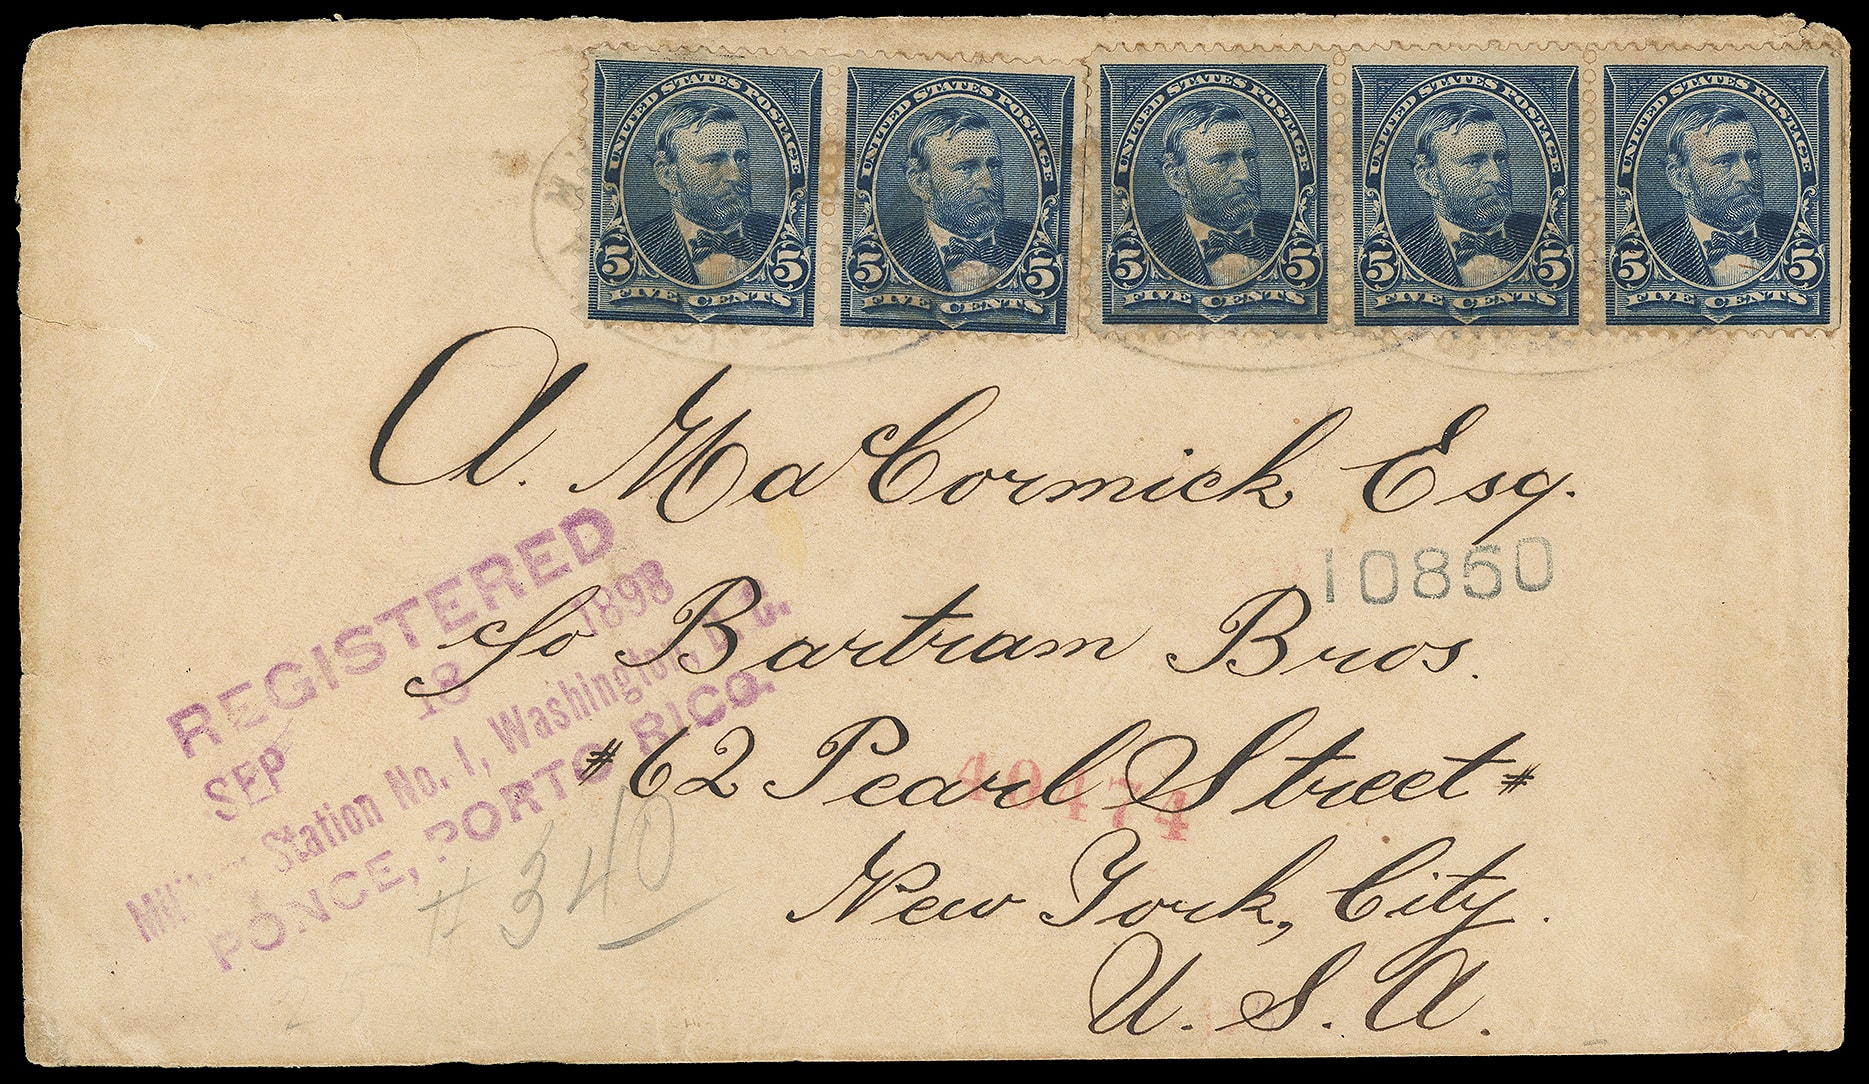 UNITED STATES POSTAGE UNITED STATES POSTAGE UNITED STATES POSTAGE UNITED STATES POSTAGE UNITED STATES POSTAGE
5 5 5 5 5 5 5 5 5 5
FIVE CENTS FIVE CENTS FIVE CENTS FIVE CENTS FIVE CENTS
A. MaCormick Esq.
10850
℅ Bartram Bros.
#62 Pearl Street#
40474
New York, City.
U. S. A.
REGISTERED
SEP 18 1898
Station No. 1, Washington, D.C.
PONCE, PORTO RICO.
#340